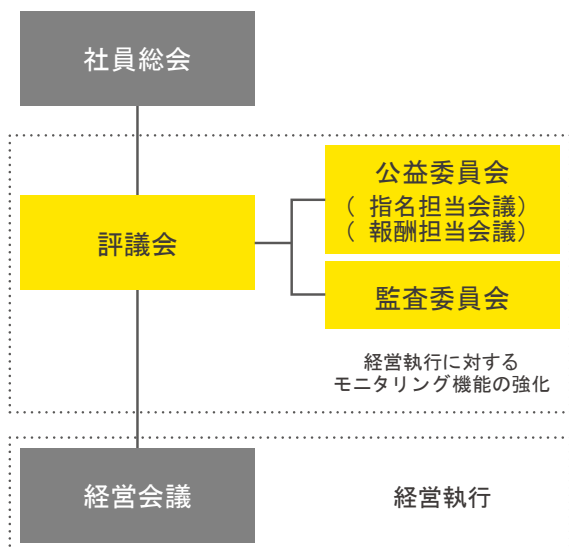 社員総会
評議会
公益委員会
（ 指名担当会議）
（ 報酬担当会議）
監査委員会
経営執行に対する
モニタリング機能の強化
経営会議
経営執行